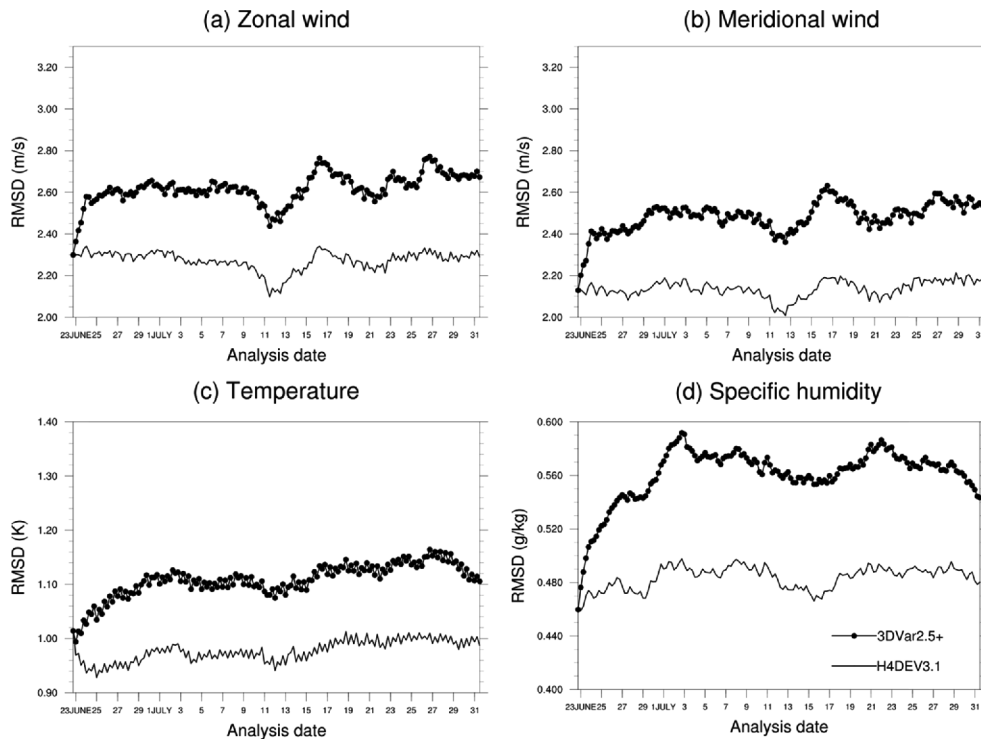 (a) Zonal wind
(b) Meridional wind
3.20
3.00
2.80
2.60
2.40
2.20
2.00
RMSD (m/s)
23JUNE25 27 29 1JULY 3 5 7 9 11 13 15 17 19 21 23 25 27 29 31
Analysis date
3.20
3.00
2.80
2.60
2.40
2.20
2.00
RMSD (m/s)
23JUNE25 27 29 1JULY 3 5 7 9 11 13 15 17 19 21 23 25 27 29 3
Analysis date
(c) Temperature
(d) Specific humidity
1.40
1.30
1.20
1.10
1.00
0.90
RMSD (K)
23JUNE25 27 29 1JULY 3 5 7 9 11 13 15 17 19 21 23 25 27 29 31
Analysis date
0.600
0.560
0.520
0.480
0.440
0.400
RMSD (g/kg)
3DVar2.5+
H4DEV3.1
23JUNE25 27 29 1JULY 3 5 7 9 11 13 15 17 19 21 23 25 27 29 31
Analysis date